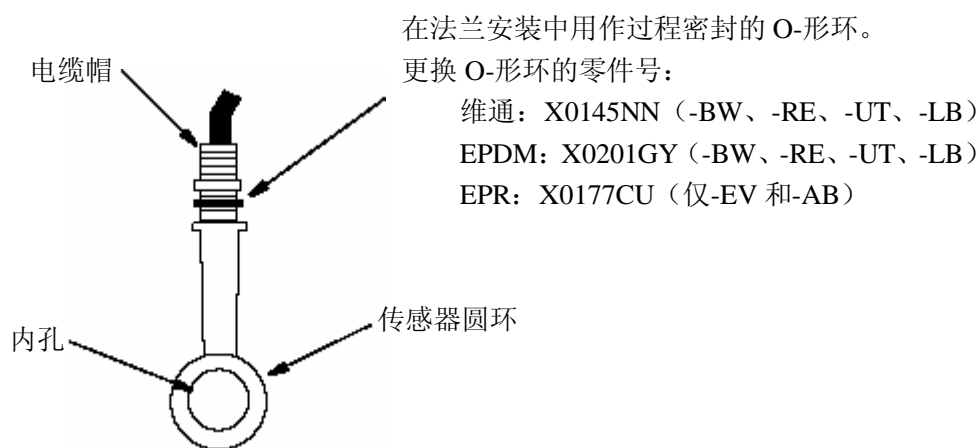 在法兰安装中用作过程密封的 O-形环。
更换 O-形环的零件号：
维通：X0145NN（-BW、-RE、-UT、-LB）
EPDM：X0201GY（-BW、-RE、-UT、-LB）
EPR：X0177CU（仅-EV 和-AB）
电缆帽
传感器圆环
内孔